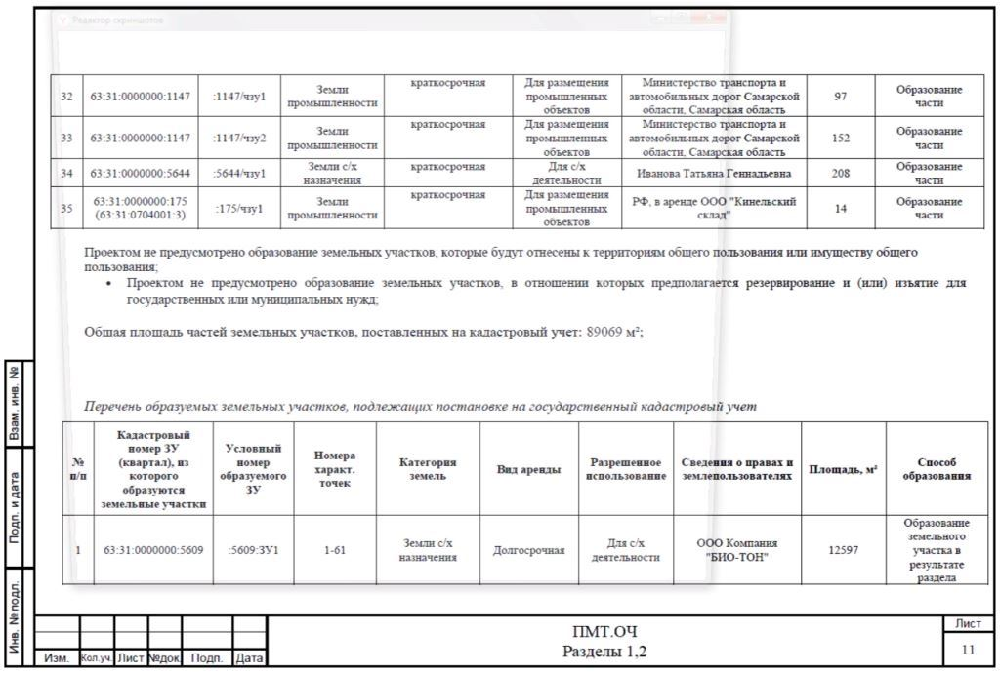 Редактор скриншотов
32 63:31:0000000:1147 :1147/чзу1 Земли промышленности краткосрочная Для размещения промышленных объектов Министерство транспорта и автомобильных дорог Самарской области, Самарская область 97 Образование части
33 63:31:0000000:1147 :1147/чзу2 Земли промышленности краткосрочная Для размещения промышленных объектов Министерство транспорта и автомобильных дорог Самарской области, Самарская область 152 Образование части
34 63:31:0000000:5644 :5644/чзу1 Земли с/х назначения краткосрочная Для с/х деятельности Иванова Татьяна Геннадьевна 208 Образование части
35 63:31:0000000:175 (63:31:0704001:3) :175/чзу1 Земли промышленности краткосрочная Для размещения промышленных объектов РФ, в аренде ООО "Кинельский склад" 14 Образование части
Проектом не предусмотрено образование земельных участков, которые будут отнесены к территориям общего пользования или имуществу общего
пользования;
• Проектом не предусмотрено образование земельных участков, в отношении которых предполагается резервирование и (или) изъятие для
государственных или муниципальных нужд;
Общая площадь частей земельных участков, поставленных на кадастровый учет: 89069 м²;
Перечень образуемых земельных участков, подлежащих постановке на государственный кадастровый учет
№ п/п Кадастровый номер ЗУ (квартал), из которого образуются земельные участки Условный номер образуемого ЗУ Номера характ. точек Категория земель Вид аренды Разрешенное использование Сведения о правах и землепользователях Площадь, м² Способ образования
1 63:31:0000000:5609 :5609:ЗУ1 1-61 Земли с/х назначения Долгосрочная Для с/х деятельности ООО Компания "БИО-ТОН" 12597 Образование земельного участка в результате раздела
Взам. инв. №
Подп. и дата
Инв. № подл.
Изм. Кол.уч. Лист №док. Подп. Дата
ПМТ.ОЧ
Разделы 1,2
Лист
11